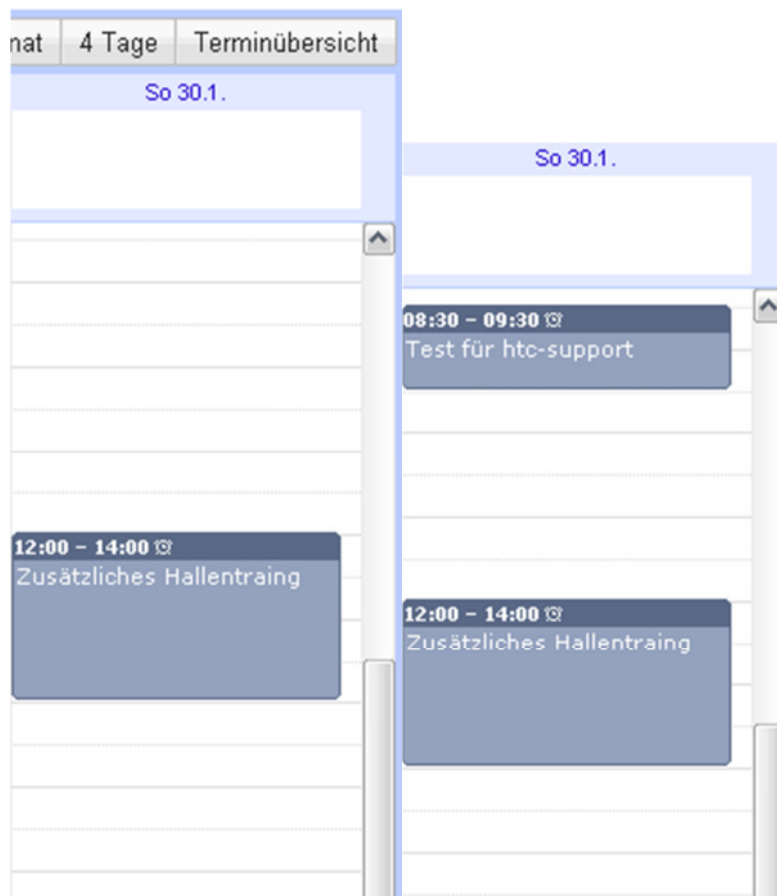 nat 4 Tage Terminübersicht
So 30.1.
12:00 – 14:00
Zusätzliches Hallentraing
So 30.1.
08:30 – 09:30
Test für htc-support
12:00 – 14:00
Zusätzliches Hallentraing